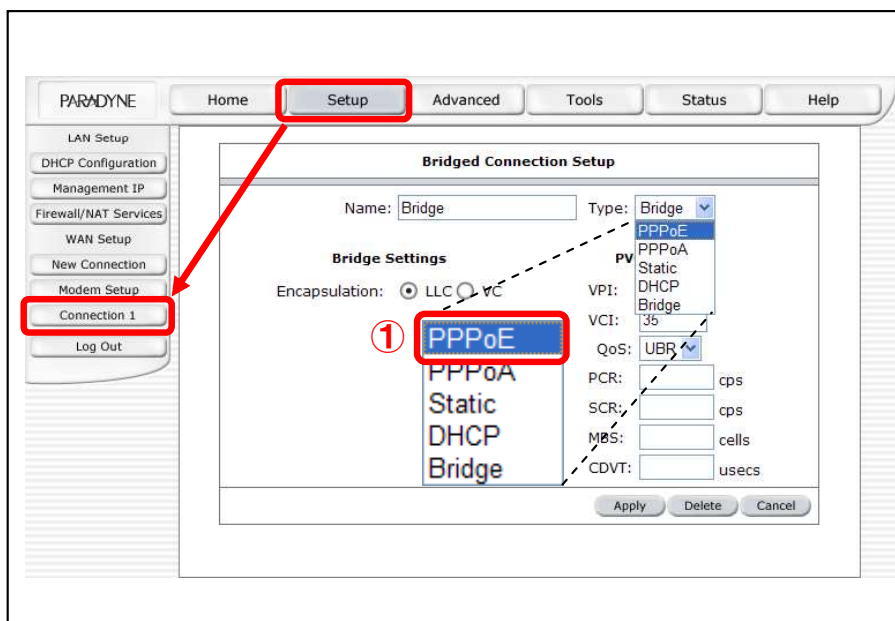 PARADYNE
Home Setup Advanced Tools Status Help
LAN Setup
DHCP Configuration
Management IP
Firewall/NAT Services
WAN Setup
New Connection
Modem Setup
Connection 1
Log Out
Bridged Connection Setup
Name: Bridge Type: Bridge
PPPoE
PPPoA
Static
DHCP
Bridge
Bridge Settings PV
Encapsulation: LLC VC VPI:
VCI: 35
QoS: UBR
PCR: cps
SCR: cps
MBS: cells
CDVT: usecs
①
PPPoE
PPPoA
Static
DHCP
Bridge
Apply Delete Cancel